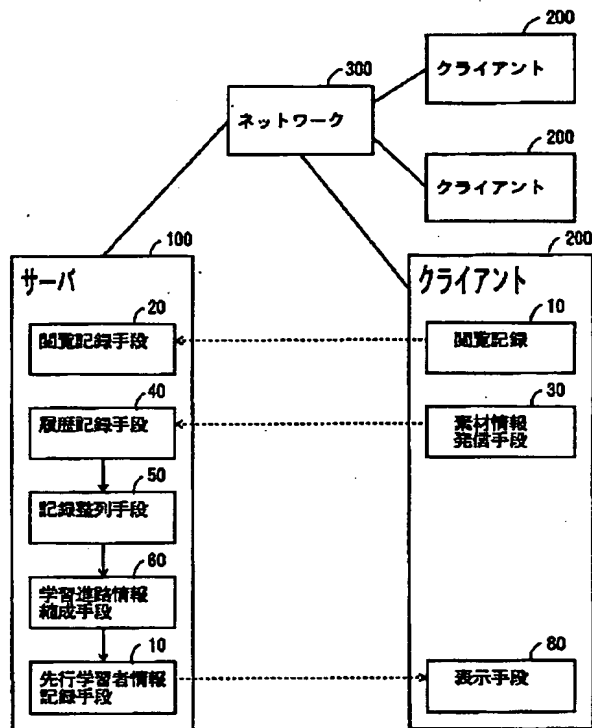 200
クライアント
300
ネットワーク
200
クライアント
100
サーバ
20
閲覧記録手段
40
履歴記録手段
50
記録整列手段
60
学習進路情報
編成手段
10
先行学習者情報
記録手段
200
クライアント
10
閲覧記録
30
素材情報
発信手段
80
表示手段